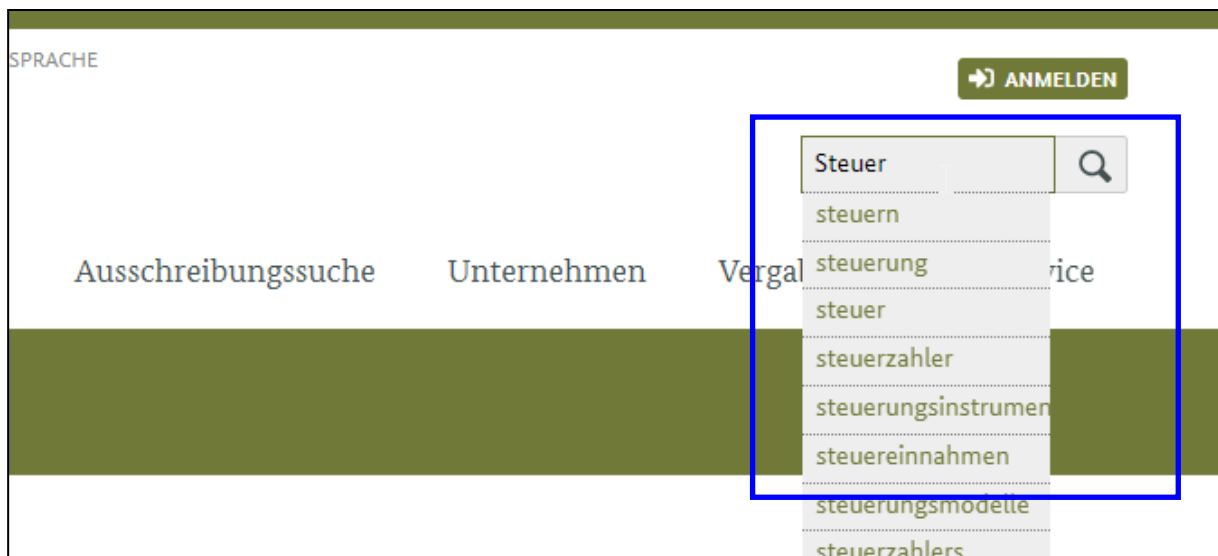 SPRACHE
ANMELDEN
Steuer
steuern
Ausschreibungssuche Unternehmen
steuerung
steuer
steuerzahler
steuerungsinstrumen
steuereinnahmen
steuerungsmodelle
steuerzahlers